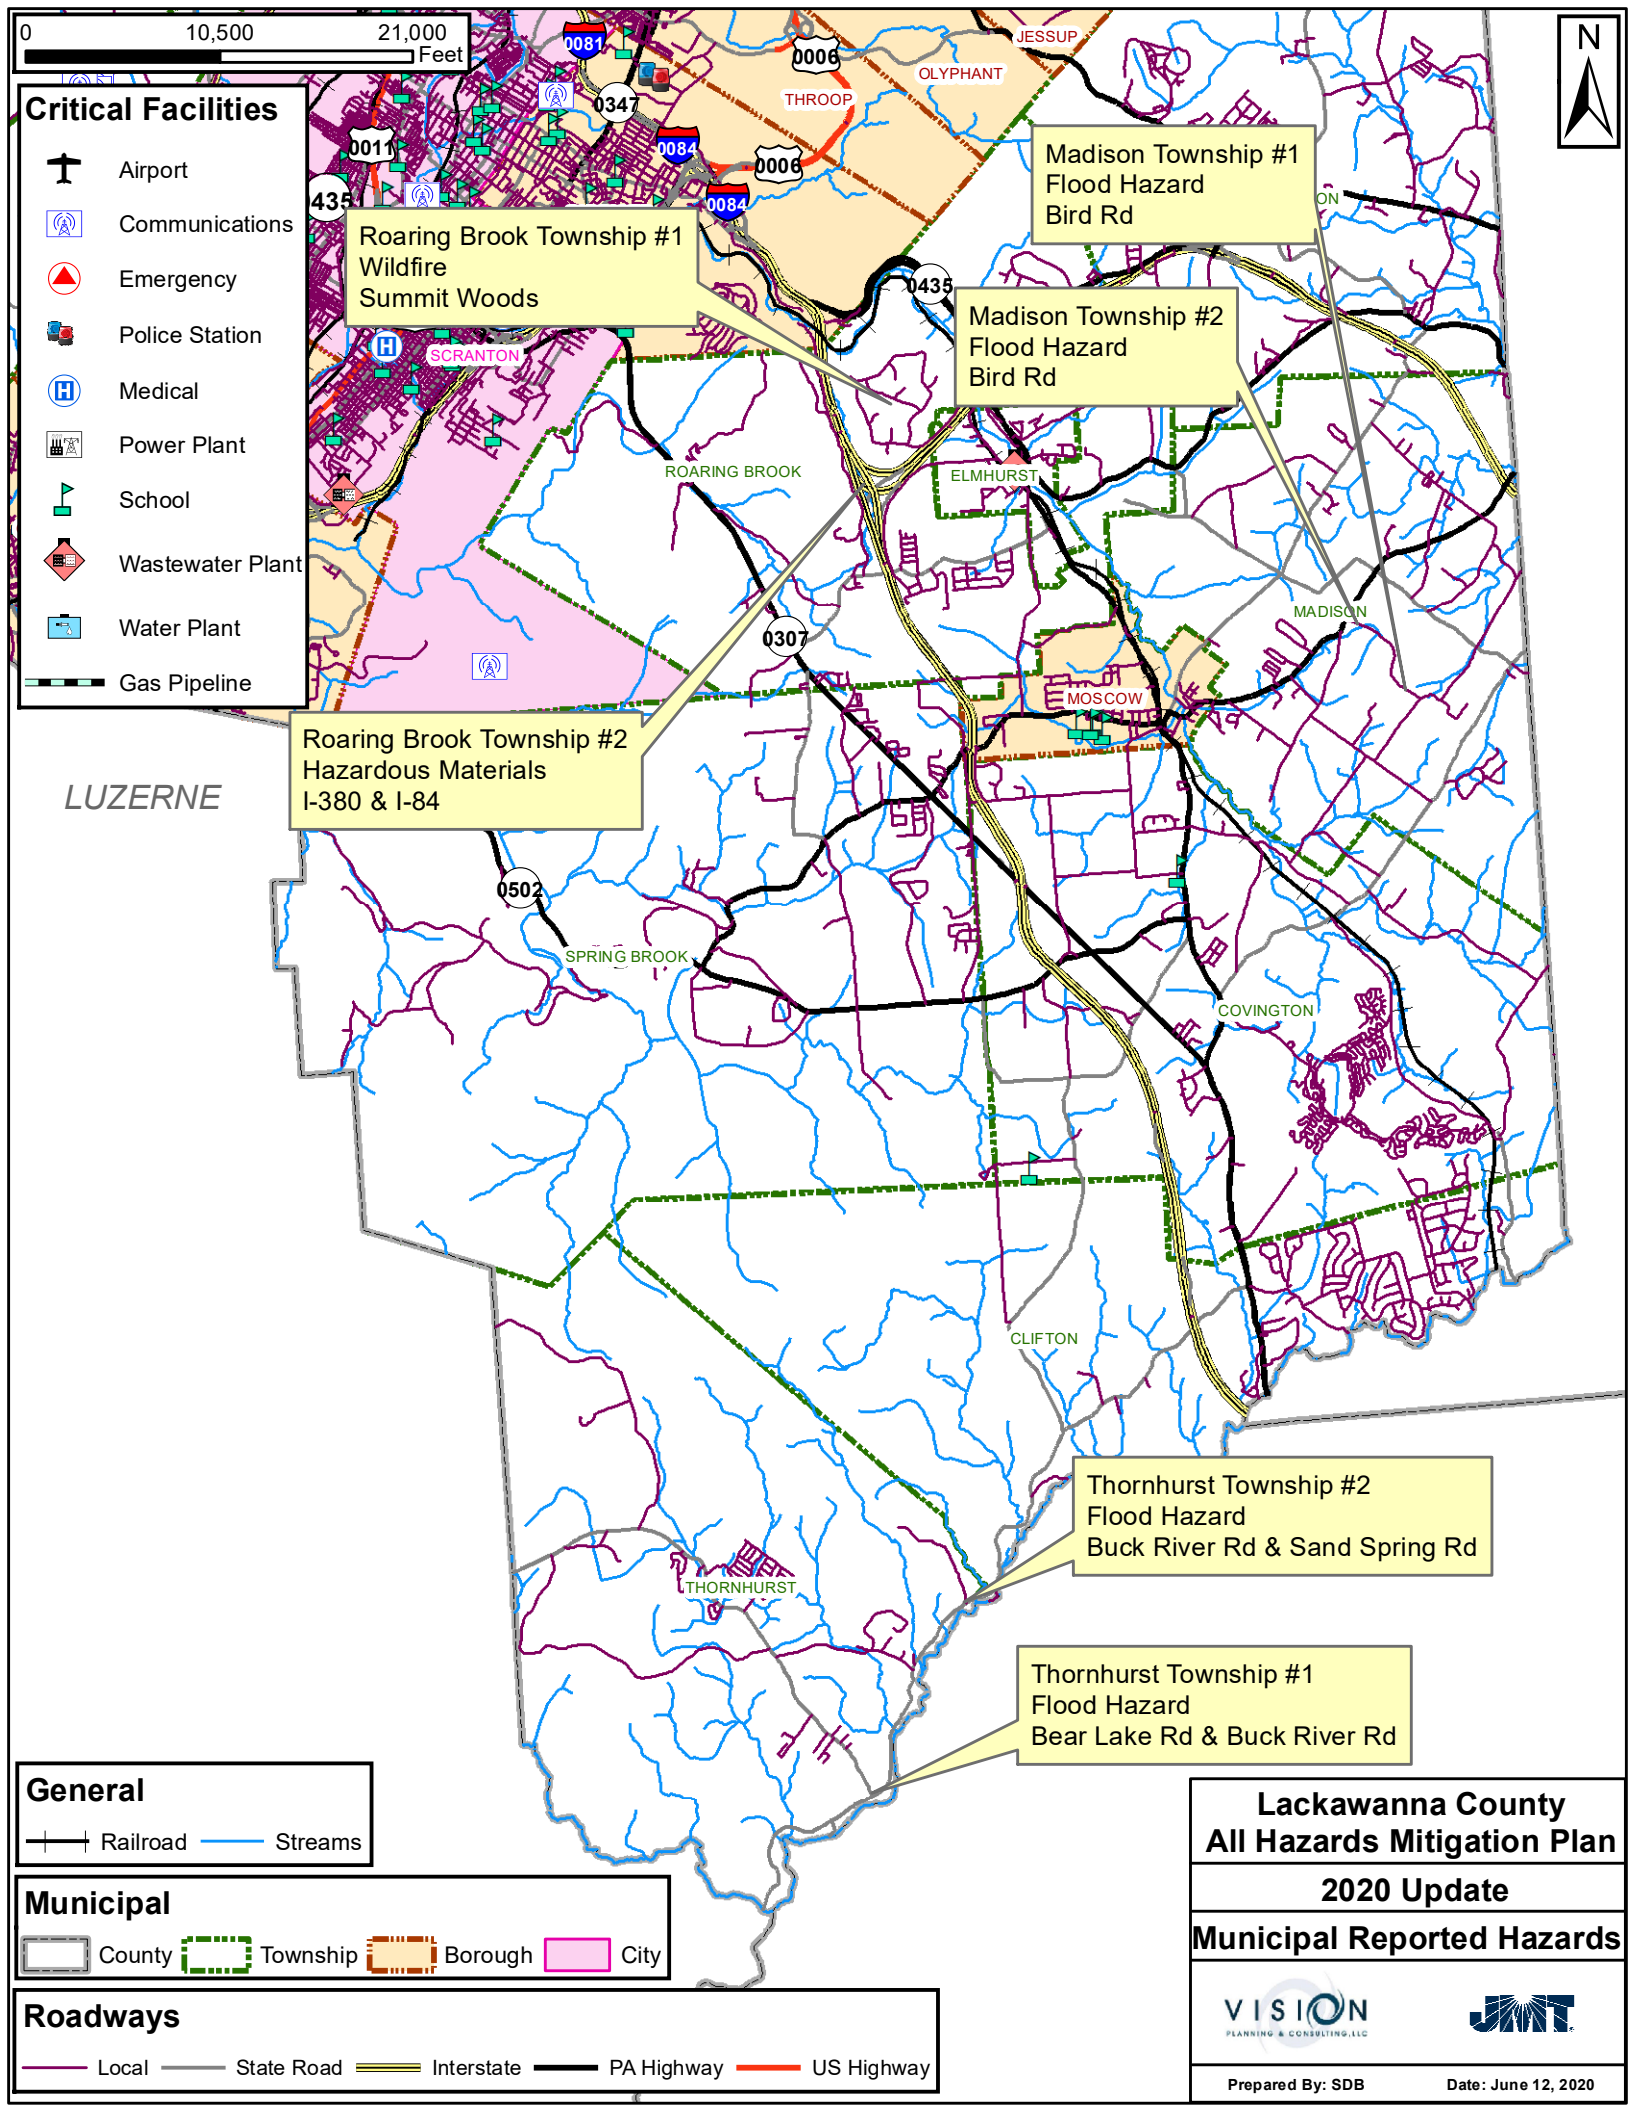 0 10,500 21,000
Feet
Critical Facilities
Airport
Communications
Emergency
Police Station
Medical
Power Plant
School
Wastewater Plant
Water Plant
Gas Pipeline
0081
0347
0006
0084
0006
0084
0011
435
0435
JESSUP
OLYPHANT
THROOP
N
Madison Township #1
Flood Hazard
Bird Rd
ON
Roaring Brook Township #1
Wildfire
Summit Woods
Madison Township #2
Flood Hazard
Bird Rd
SCRANTON
ROARING BROOK
ELMHURST
MADISON
0307
MOSCOW
Roaring Brook Township #2
Hazardous Materials
I-380 & I-84
LUZERNE
0502
SPRING BROOK
COVINGTON
CLIFTON
Thornhurst Township #2
Flood Hazard
Buck River Rd & Sand Spring Rd
THORNHURST
Thornhurst Township #1
Flood Hazard
Bear Lake Rd & Buck River Rd
General
Railroad
Streams
Municipal
County
Township
Borough
City
Roadways
Local
State Road
Interstate
PA Highway
US Highway
Lackawanna County
All Hazards Mitigation Plan
2020 Update
Municipal Reported Hazards
VISION
PLANNING & CONSULTING, LLC
JMT
Prepared By: SDB
Date: June 12, 2020